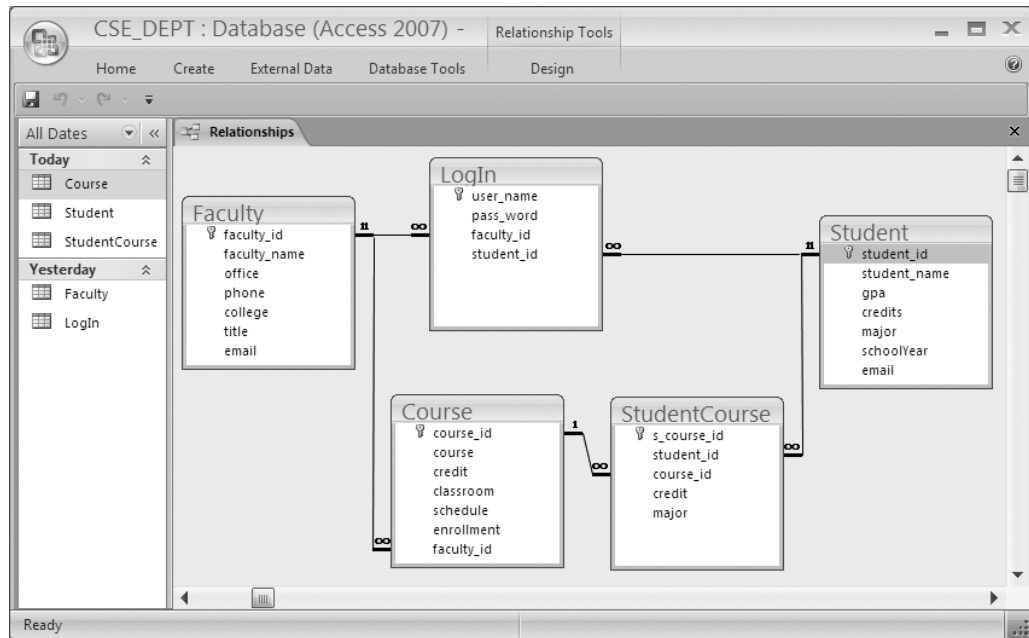 CSE_DEPT : Database (Access 2007) -
Relationship Tools
Home Create External Data Database Tools Design
All Dates
Today
Course
Student
StudentCourse
Yesterday
Faculty
LogIn
Relationships
Faculty
faculty_id
faculty_name
office
phone
college
title
email
11 ∞
LogIn
user_name
pass_word
faculty_id
student_id
∞ 11
Student
student_id
student_name
gpa
credits
major
schoolYear
email
∞
Course
course_id
course
credit
classroom
schedule
enrollment
faculty_id
1 ∞
StudentCourse
s_course_id
student_id
course_id
credit
major
∞
Ready